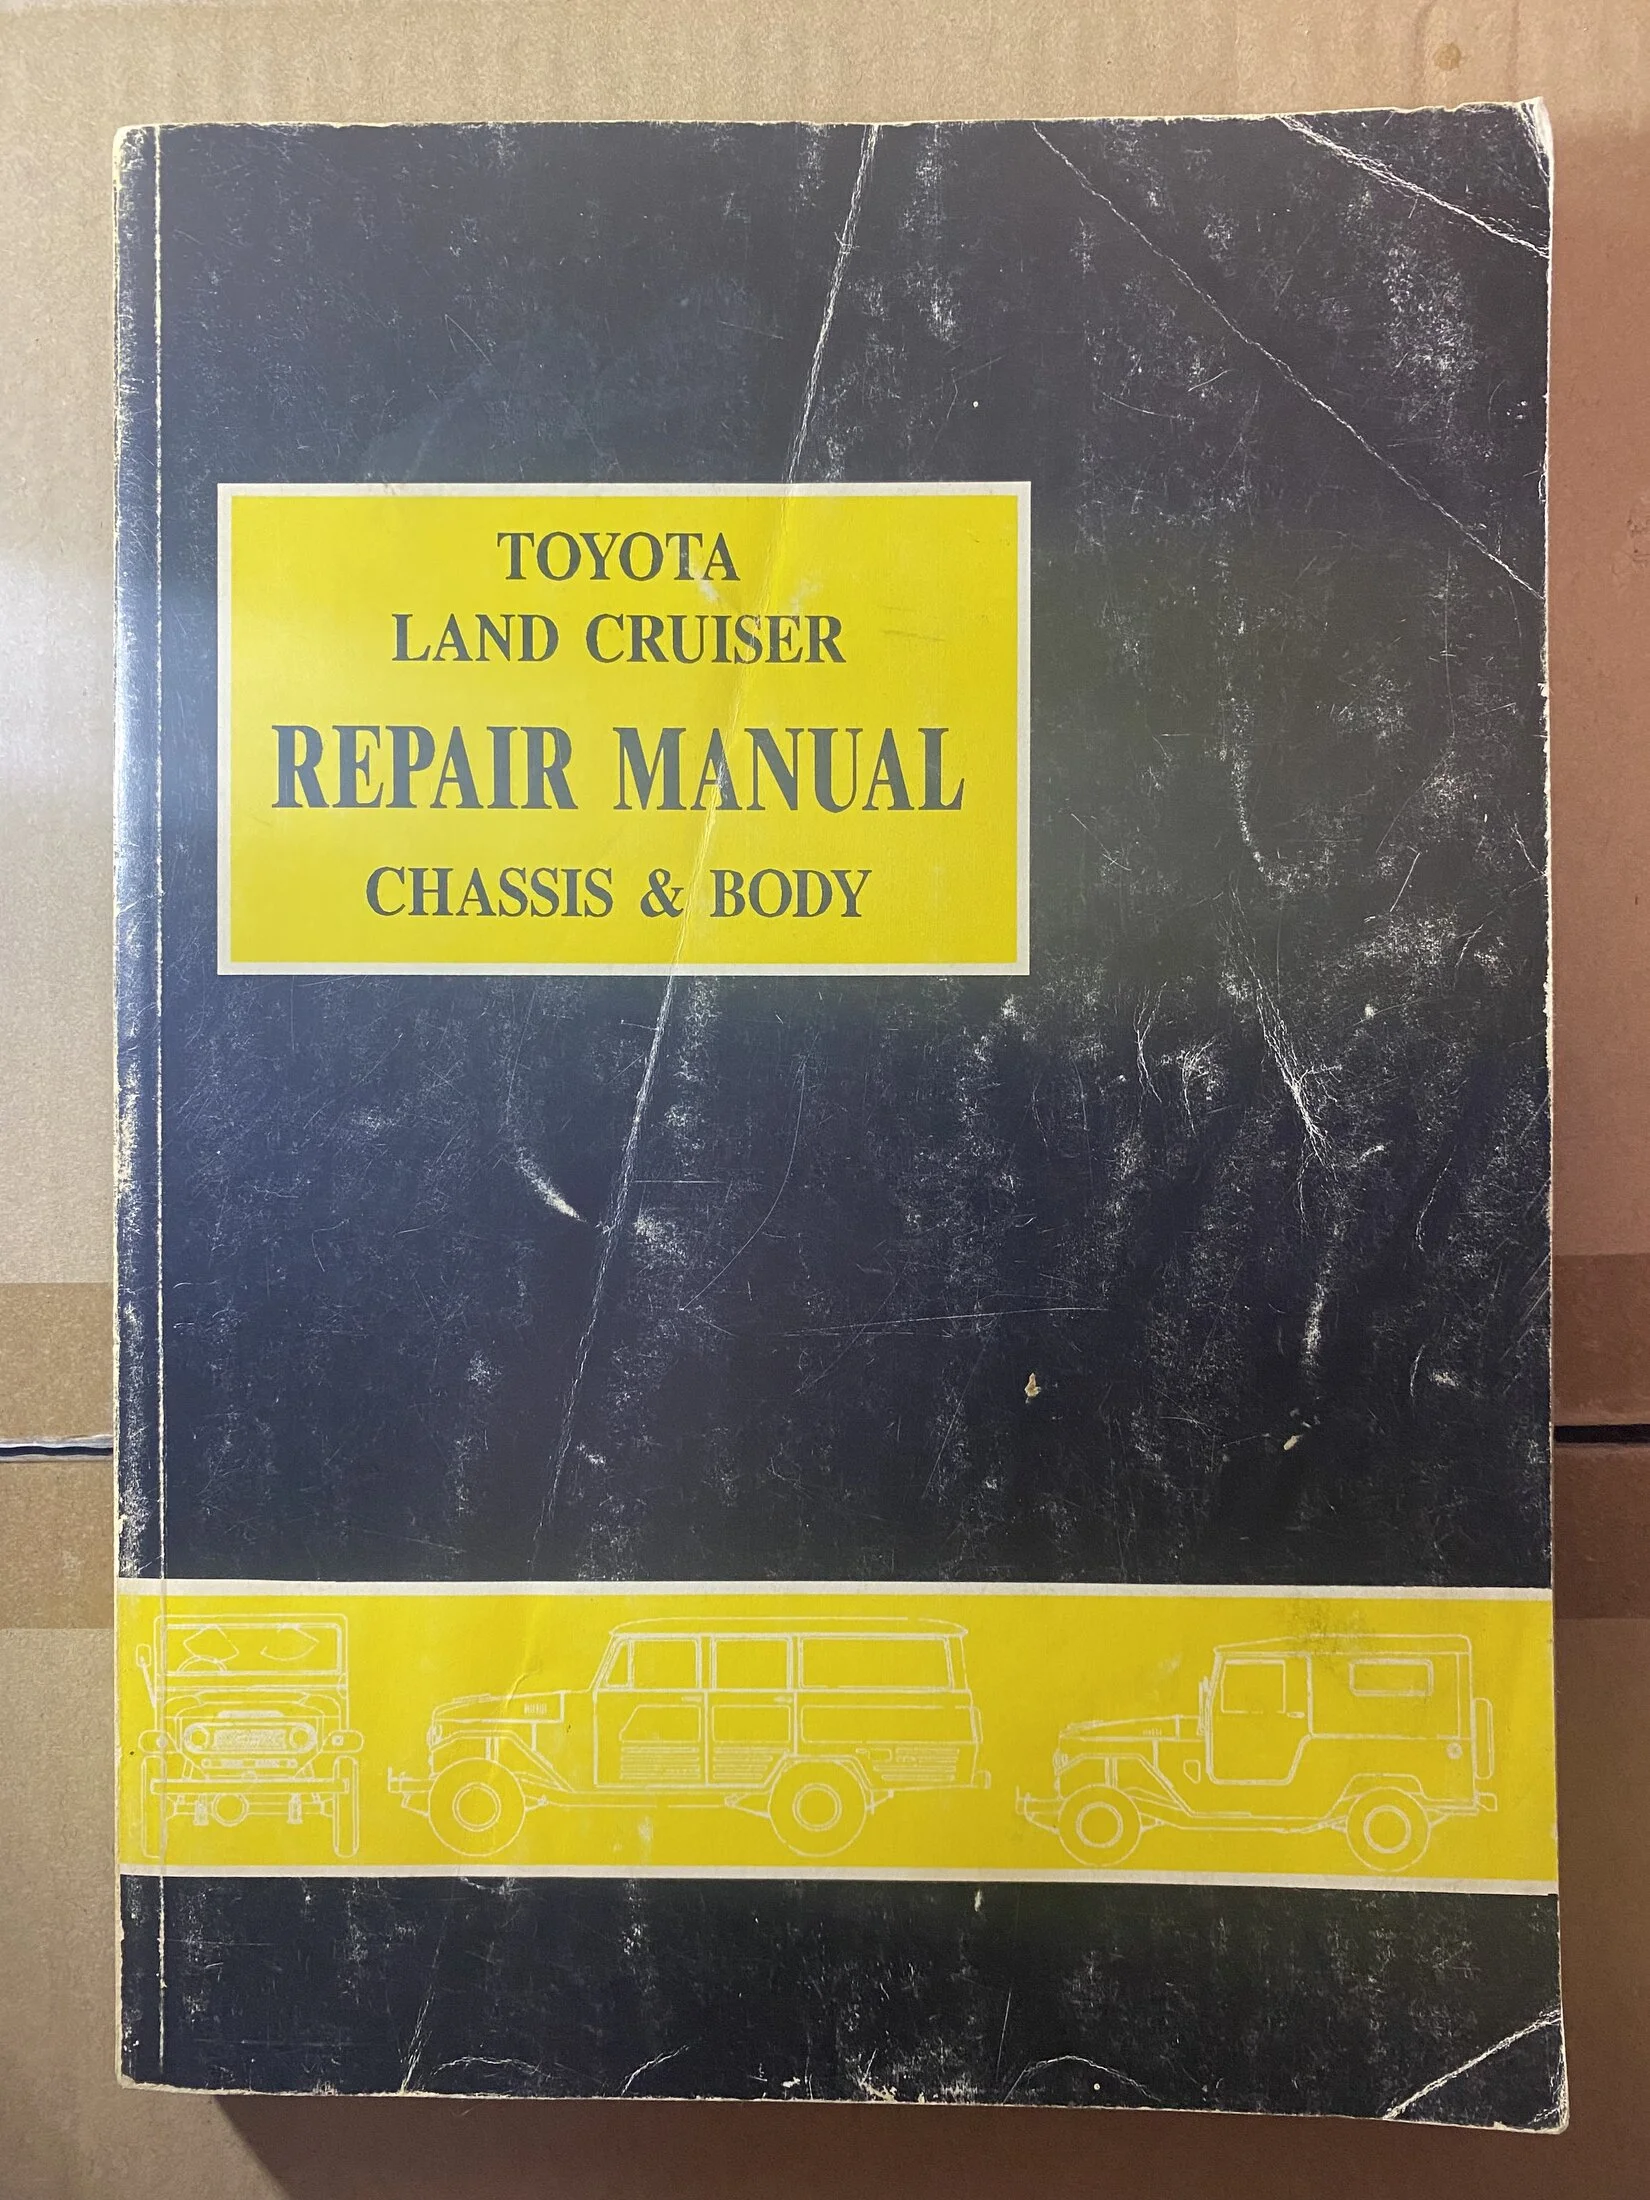 TOYOTA
LAND CRUISER
REPAIR MANUAL
CHASSIS & BODY